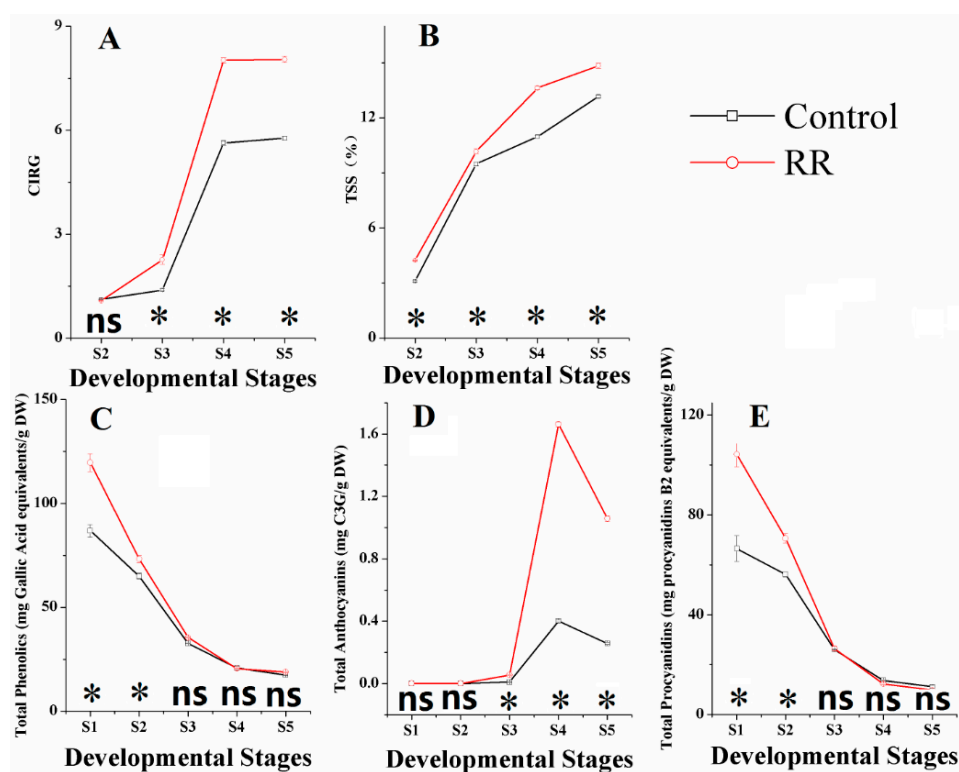 A
CIRG
9
6
3
0
ns
*
*
*
S2
S3
S4
S5
Developmental Stages
B
TSS (%)
12
6
0
*
*
*
*
S2
S3
S4
S5
Developmental Stages
Control
RR
C
Total Phenolics (mg Gallic Acid equivalents/g DW)
150
100
50
0
*
*
ns
ns
ns
S1
S2
S3
S4
S5
Developmental Stages
D
Total Anthocyanins (mg C3G/g DW)
1.6
1.2
0.8
0.4
0.0
ns
ns
*
*
*
S1
S2
S3
S4
S5
Developmental Stages
E
Total Procyanidins (mg procyanidins B2 equivalents/g DW)
120
80
40
0
*
*
ns
ns
ns
S1
S2
S3
S4
S5
Developmental Stages